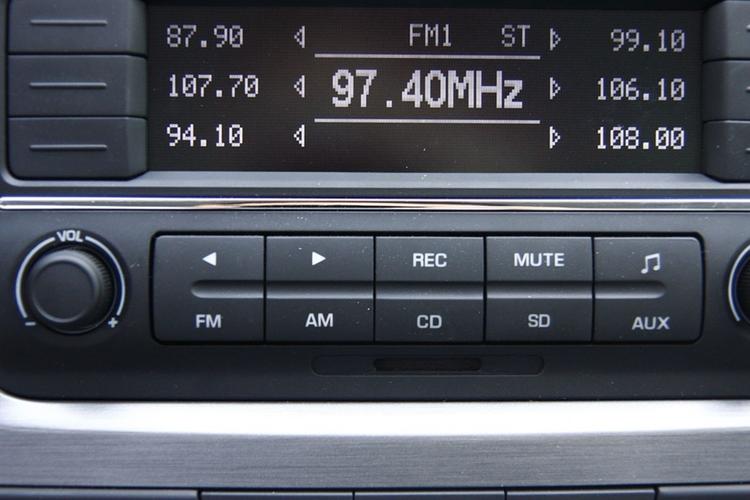 87.90 FM1 ST 99.10
107.70 97.40MHz 106.10
94.10 108.00
VOL
REC MUTE
- + FM AM CD SD AUX